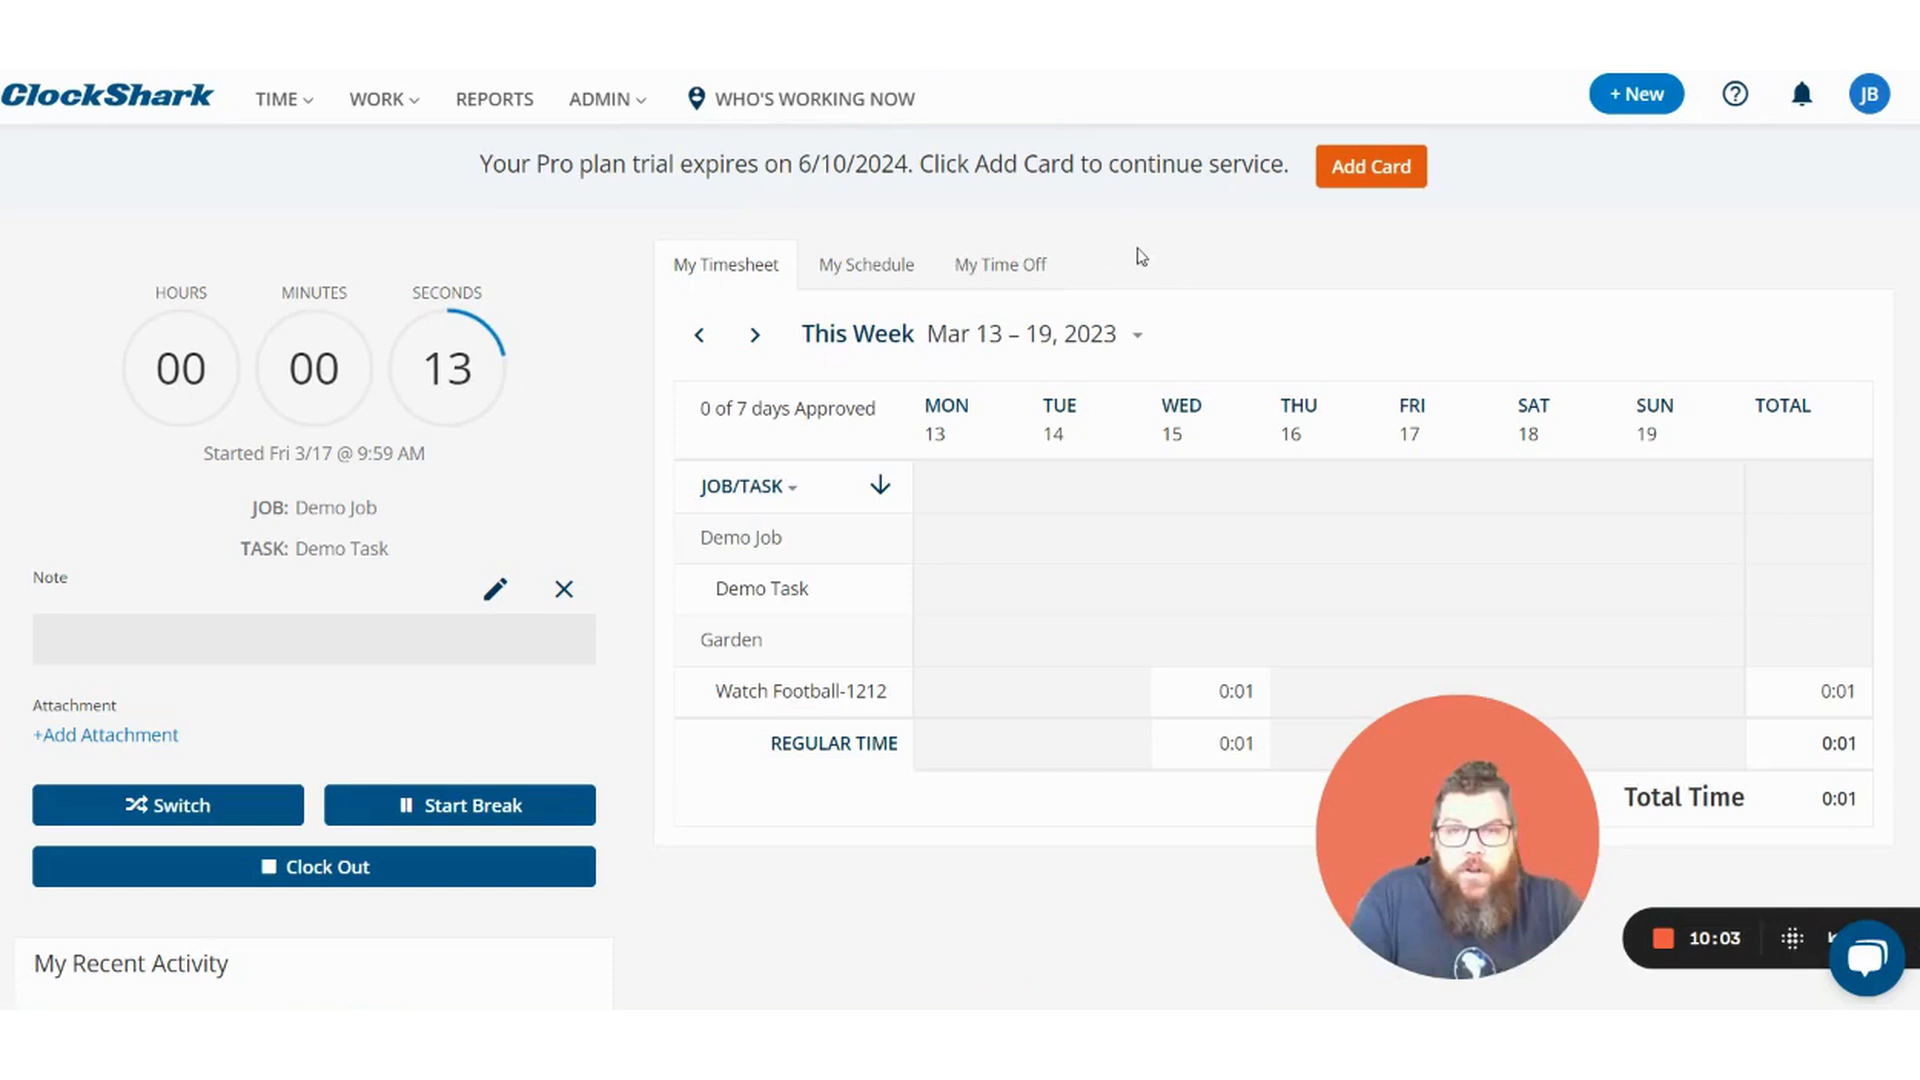 ClockShark TIME WORK REPORTS ADMIN WHO'S WORKING NOW + New JB
Your Pro plan trial expires on 6/10/2024. Click Add Card to continue service. Add Card
HOURS MINUTES SECONDS
00 00 13
Started Fri 3/17 @ 9:59 AM
JOB: Demo Job
TASK: Demo Task
Note
Attachment
+Add Attachment
Switch Start Break
Clock Out
My Recent Activity
My Timesheet My Schedule My Time Off
This Week Mar 13 – 19, 2023
0 of 7 days Approved MON TUE WED THU FRI SAT SUN TOTAL
13 14 15 16 17 18 19
JOB/TASK
Demo Job
Demo Task
Garden
Watch Football-1212 0:01 0:01
REGULAR TIME 0:01 0:01
Total Time 0:01
10:03